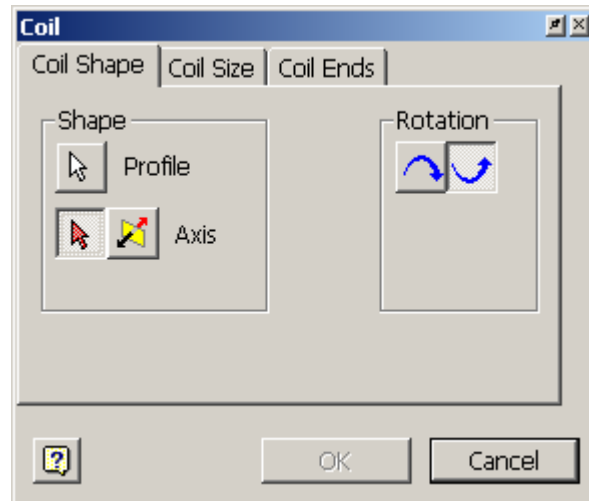 Coil
Coil Shape Coil Size Coil Ends
Shape Rotation
Profile
Axis
? OK Cancel